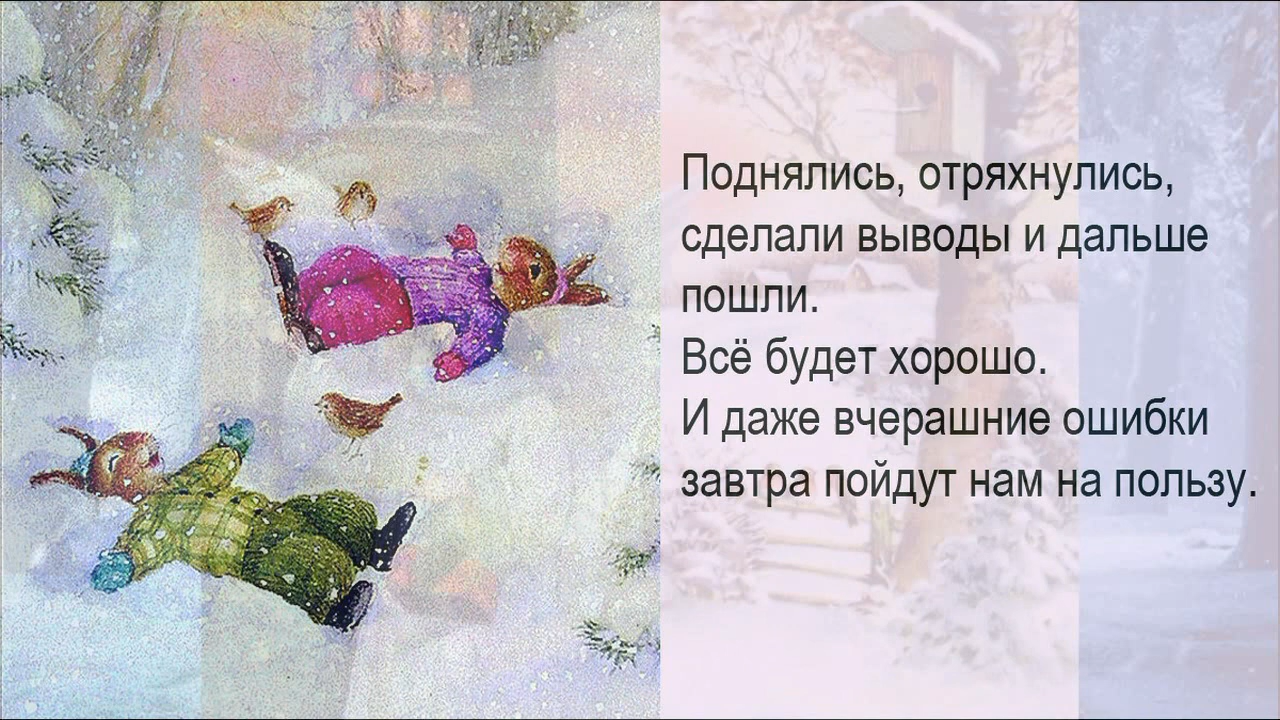 Поднялись, отряхнулись,
сделали выводы и дальше
пошли.
Всё будет хорошо.
И даже вчерашние ошибки
завтра пойдут нам на пользу.